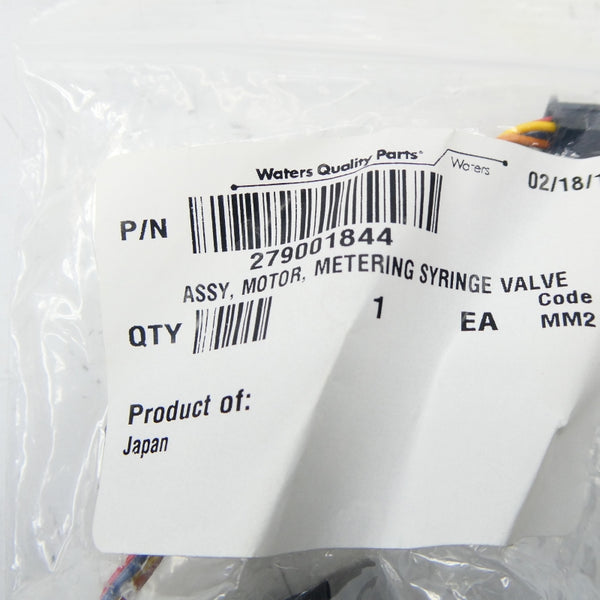 Waters Quality Parts®
Waters
02/18/1
P/N
279001844
ASSY, MOTOR, METERING SYRINGE VALVE
QTY
1
EA
Code
MM2
Product of:
Japan